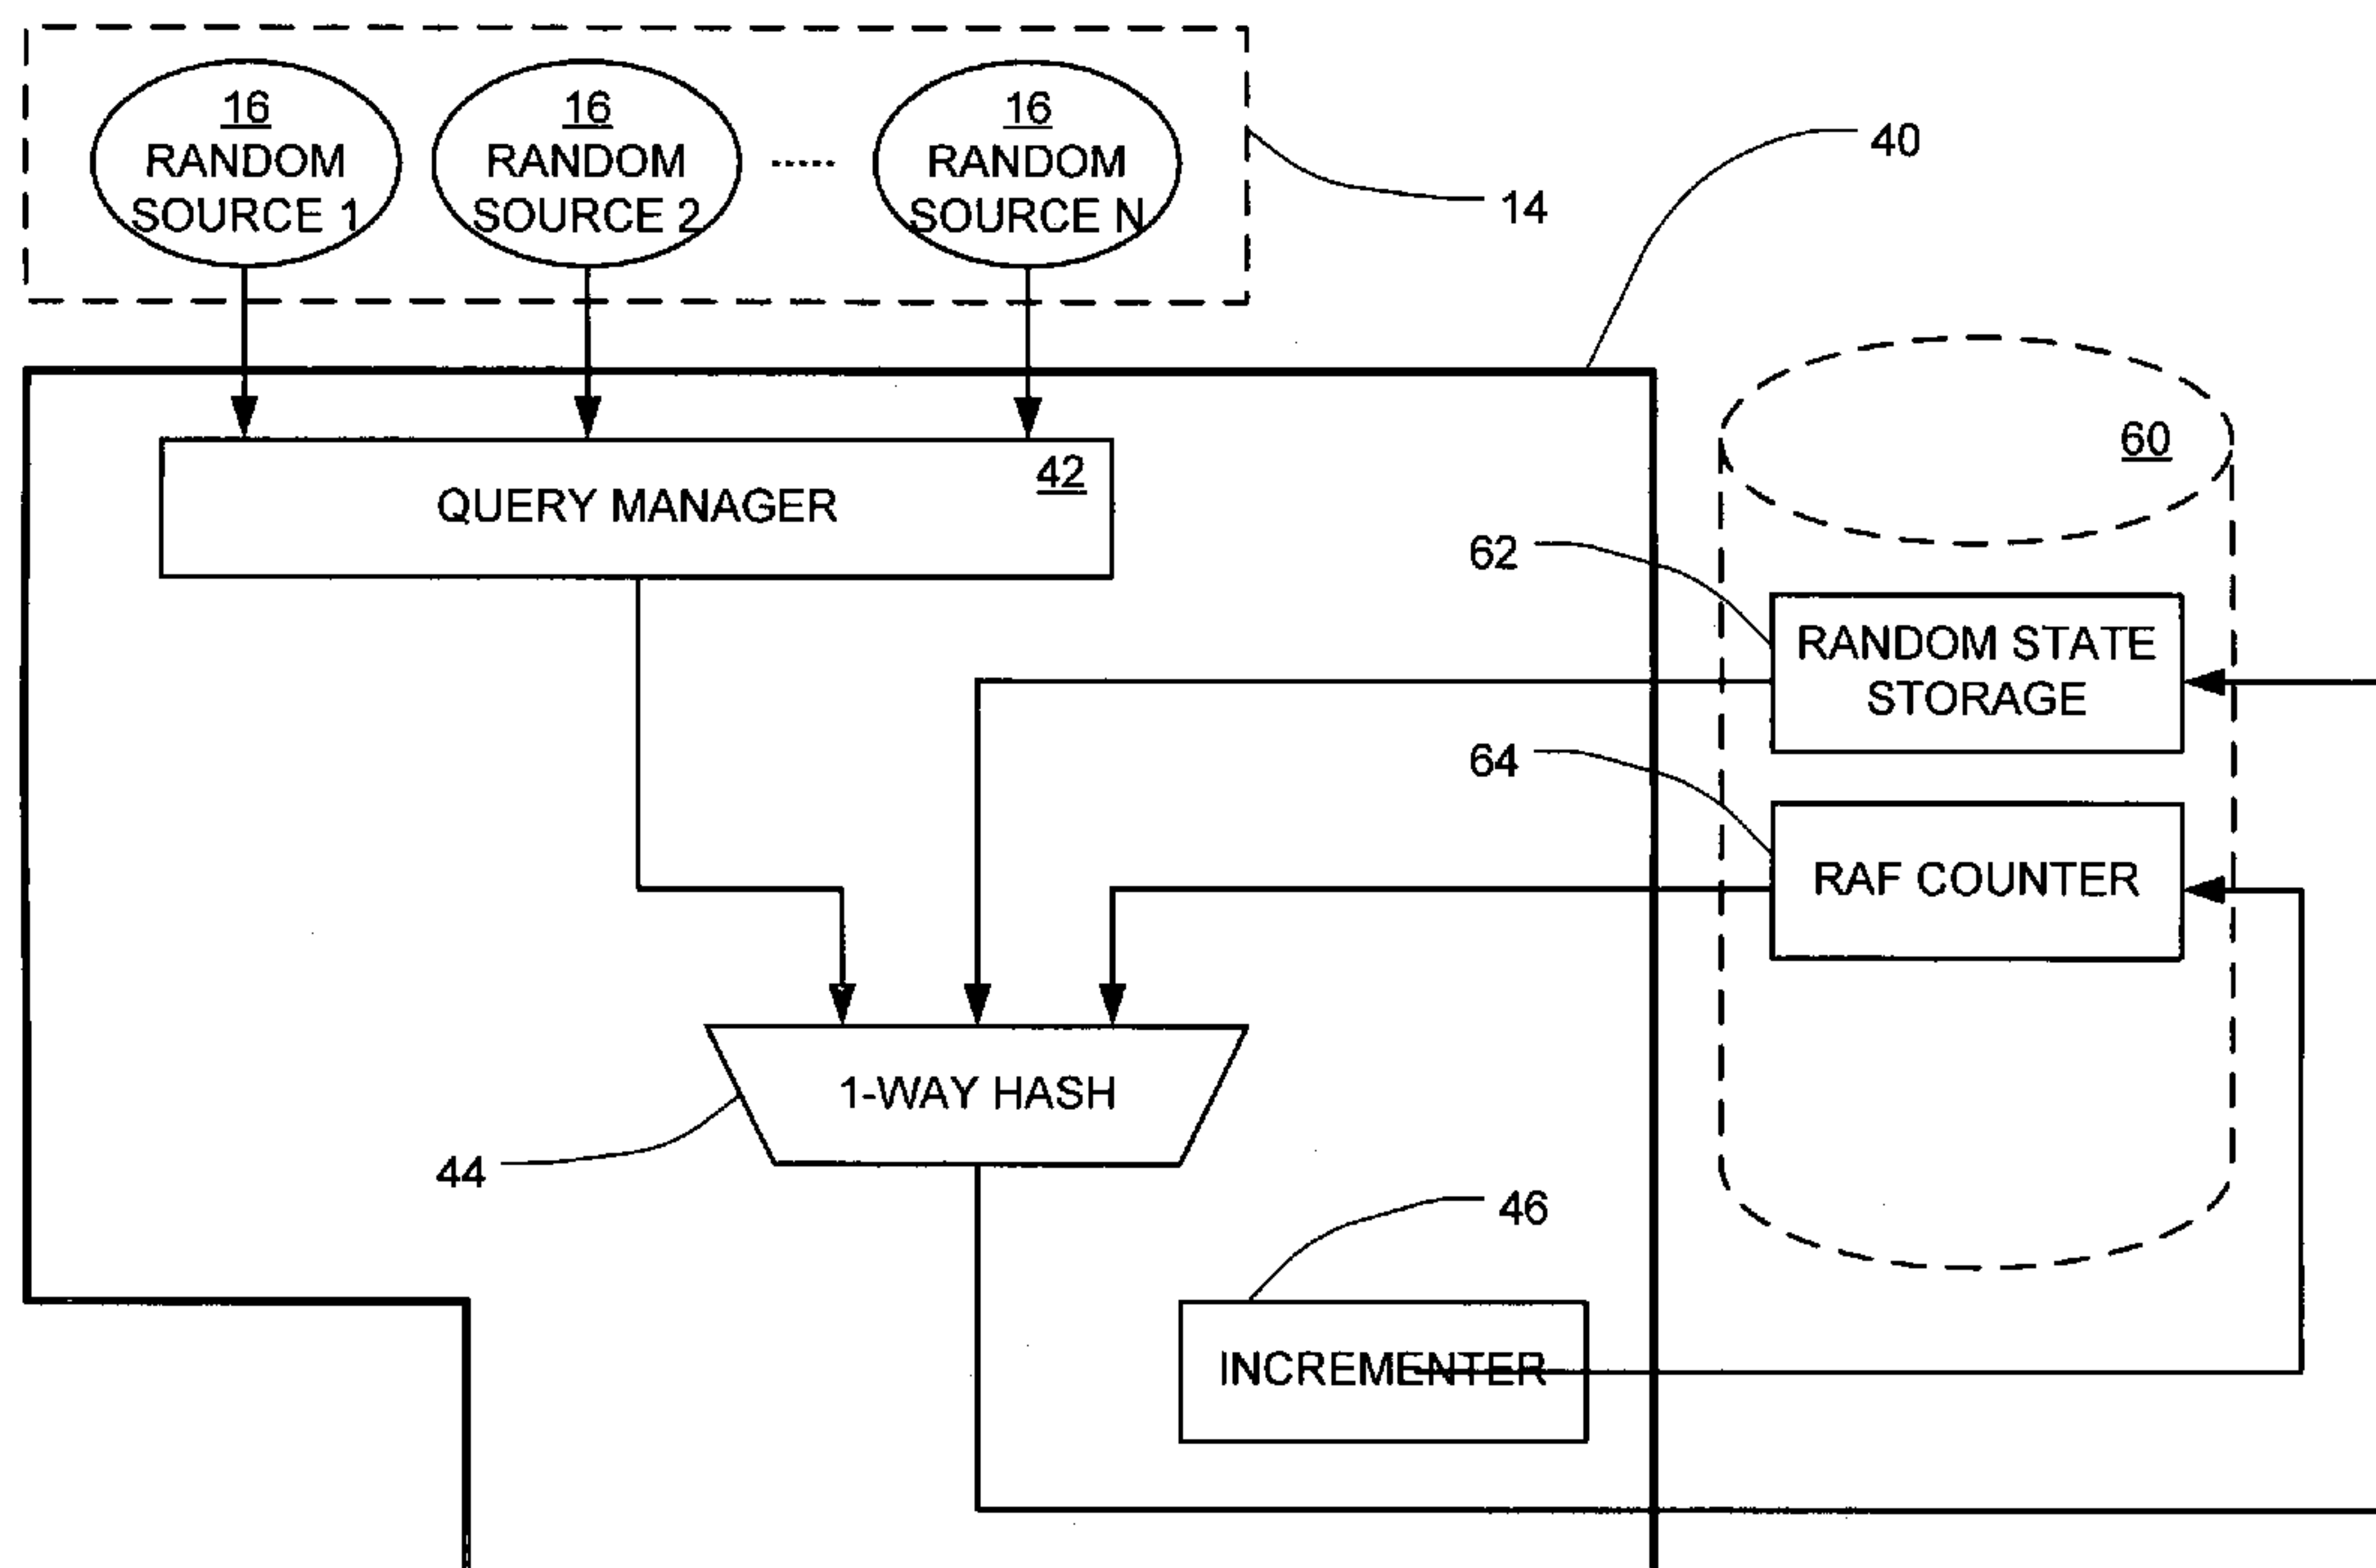 16
RANDOM
SOURCE 1
16
RANDOM
SOURCE 2
.....
16
RANDOM
SOURCE N
14
40
42
QUERY MANAGER
60
62
RANDOM STATE
STORAGE
64
RAF COUNTER
1-WAY HASH
44
46
INCREMENTER